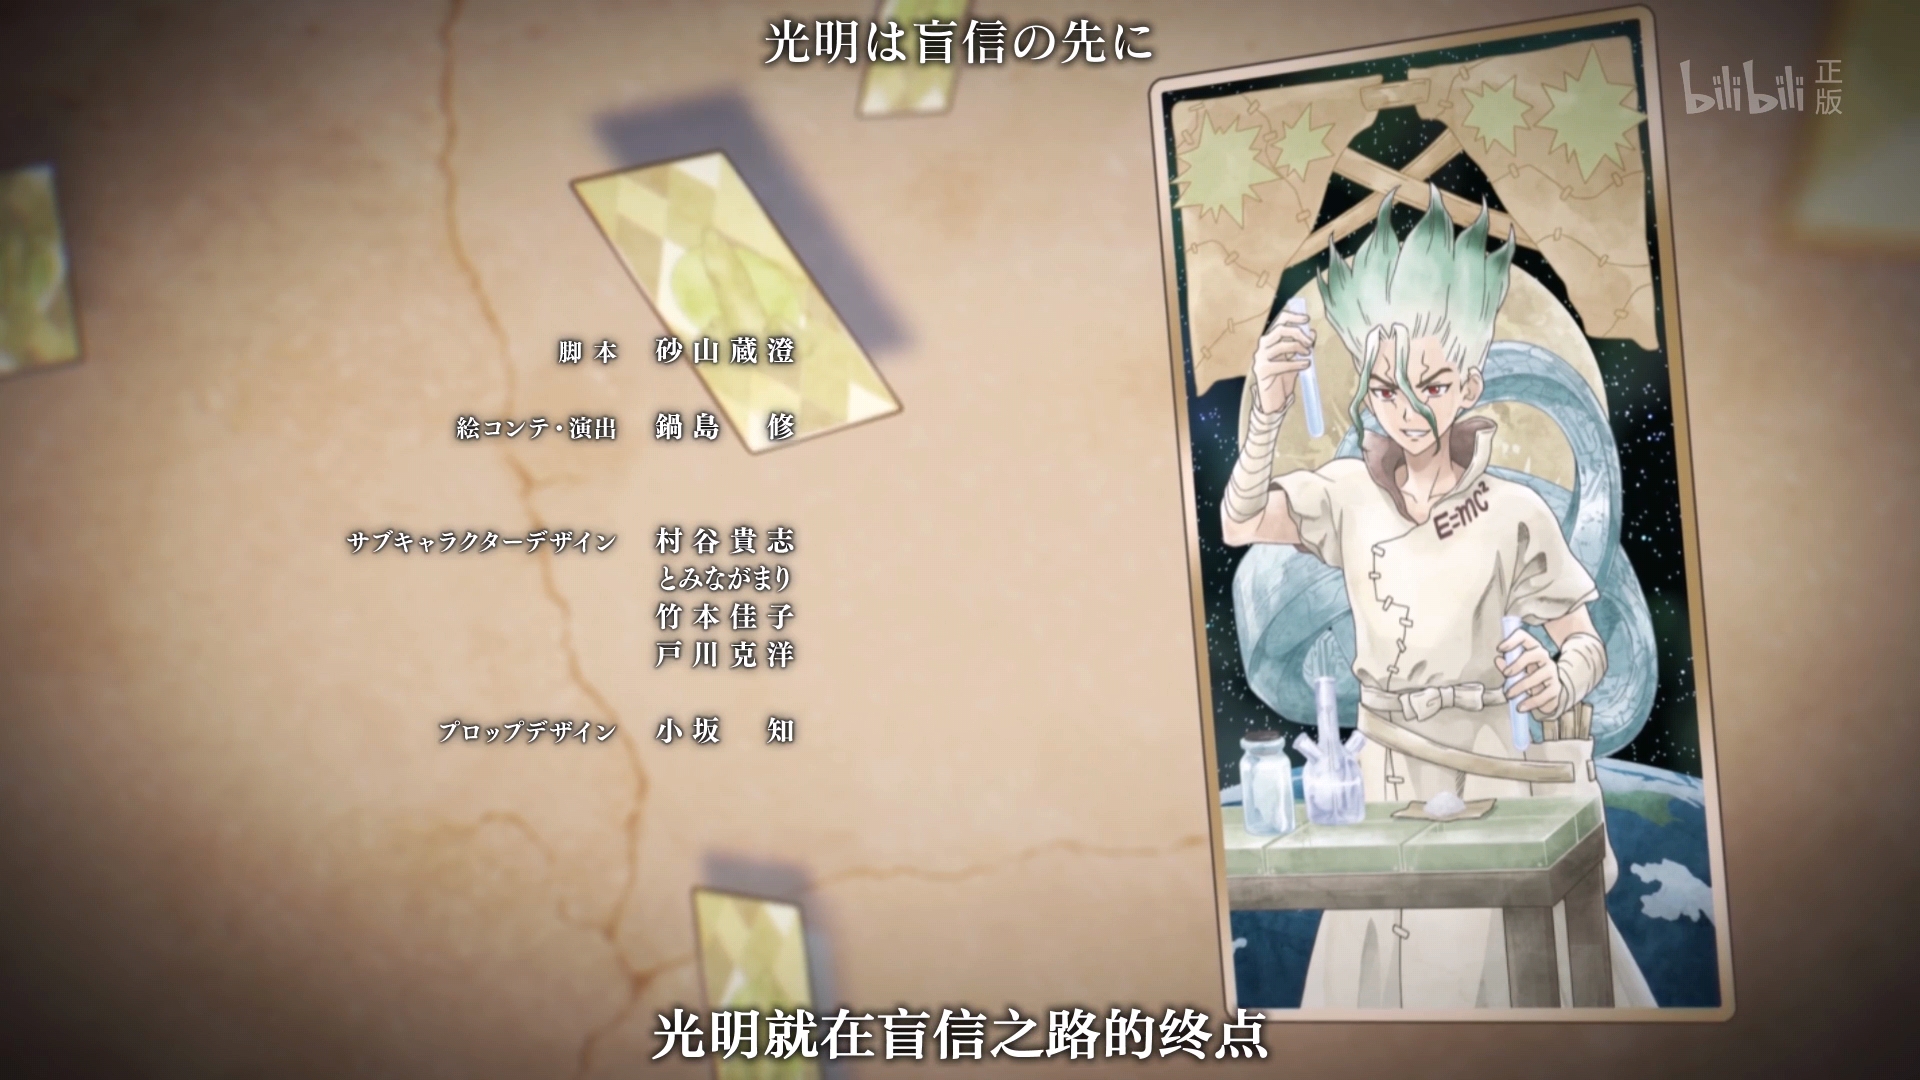 光明は盲信の先に
bilibili 正版
脚本 砂山蔵澄
絵コンテ・演出 鍋島 修
サブキャラクターデザイン 村谷貴志
とみながまり
竹本佳子
戸川克洋
プロップデザイン 小坂 知
E=mc²
光明就在盲信之路的终点